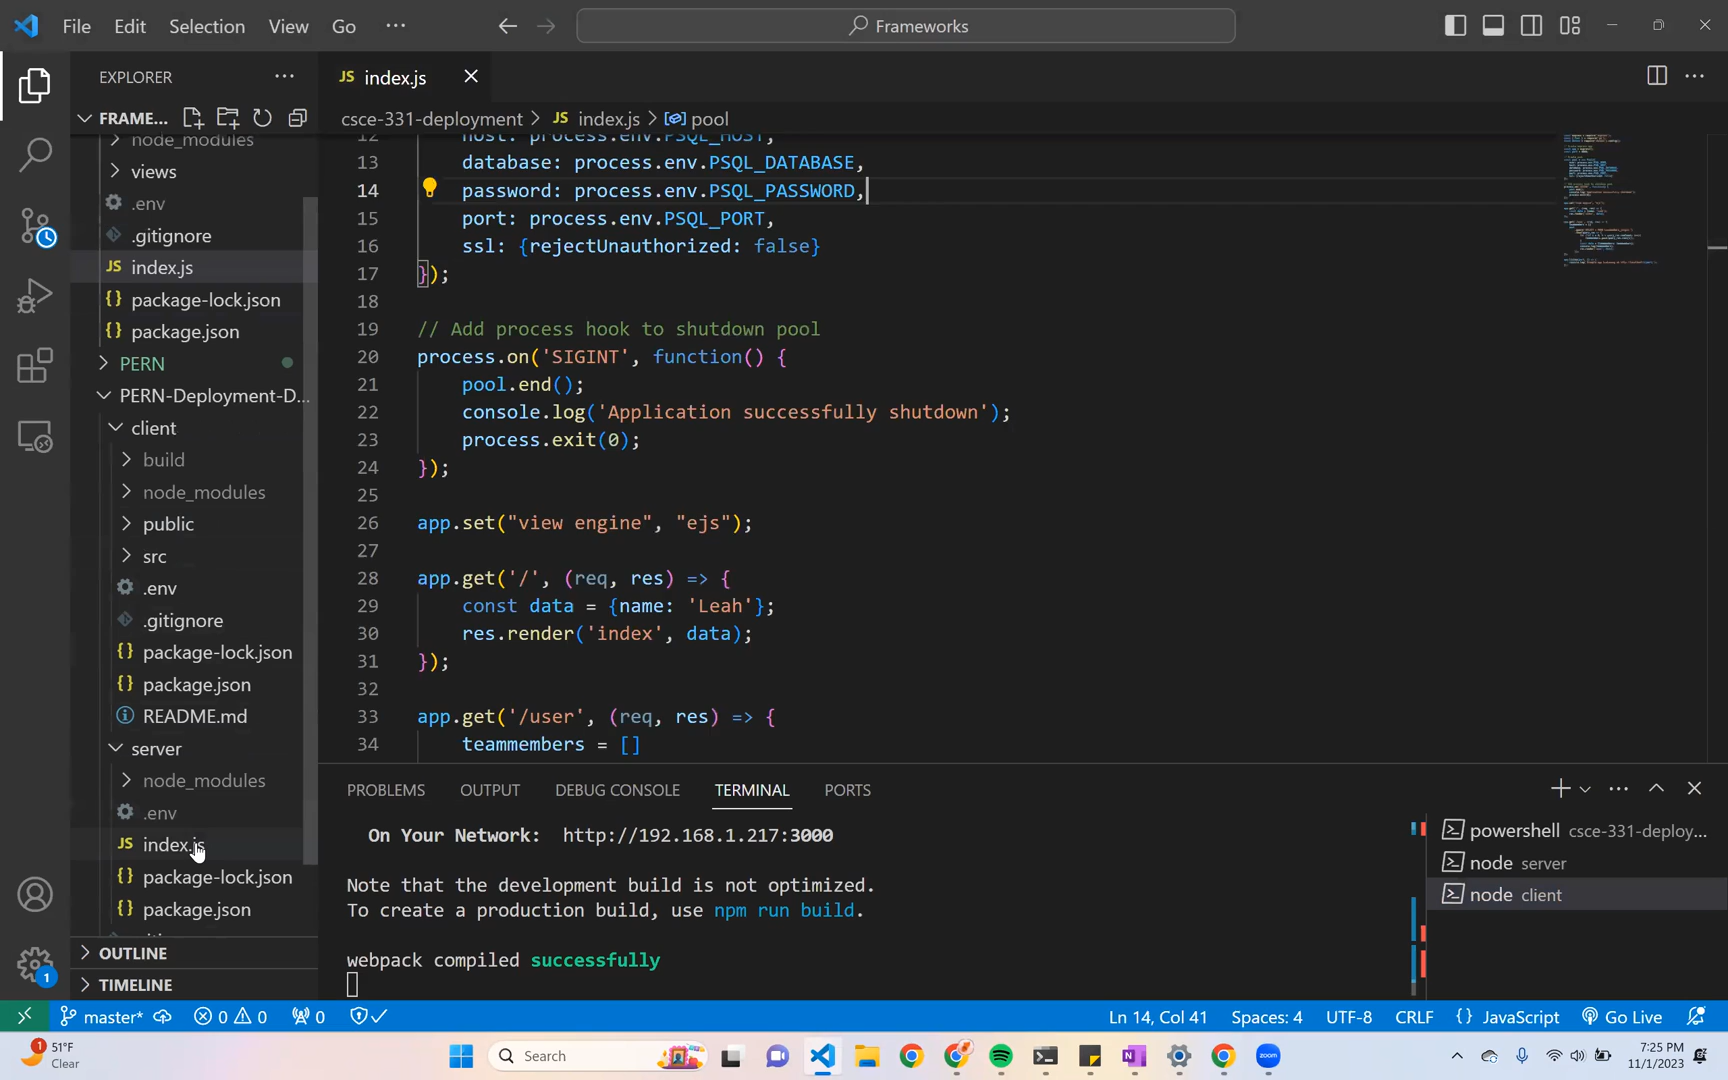 File Edit Selection View Go ··· Frameworks
EXPLORER ···
JS index.js
FRAME...
csce-331-deployment > JS index.js > pool
node_modules
views
.env
.gitignore
JS index.js
{} package-lock.json
{} package.json
PERN
PERN-Deployment-D...
client
build
node_modules
public
src
.env
.gitignore
{} package-lock.json
{} package.json
README.md
server
node_modules
.env
JS index.js
{} package-lock.json
{} package.json
OUTLINE
TIMELINE
12 host: process.env.PSQL_HOST,
13 database: process.env.PSQL_DATABASE,
14 password: process.env.PSQL_PASSWORD,
15 port: process.env.PSQL_PORT,
16 ssl: {rejectUnauthorized: false}
17 });
18
19 // Add process hook to shutdown pool
20 process.on('SIGINT', function() {
21 pool.end();
22 console.log('Application successfully shutdown');
23 process.exit(0);
24 });
25
26 app.set("view engine", "ejs");
27
28 app.get('/', (req, res) => {
29 const data = {name: 'Leah'};
30 res.render('index', data);
31 });
32
33 app.get('/user', (req, res) => {
34 teammembers = []
PROBLEMS OUTPUT DEBUG CONSOLE TERMINAL PORTS
On Your Network: http://192.168.1.217:3000
Note that the development build is not optimized.
To create a production build, use npm run build.
webpack compiled successfully
powershell csce-331-deploy...
node server
node client
1
master* 0 0 0 Ln 14, Col 41 Spaces: 4 UTF-8 CRLF {} JavaScript Go Live
1 51°F
Clear
Search
7:25 PM
11/1/2023